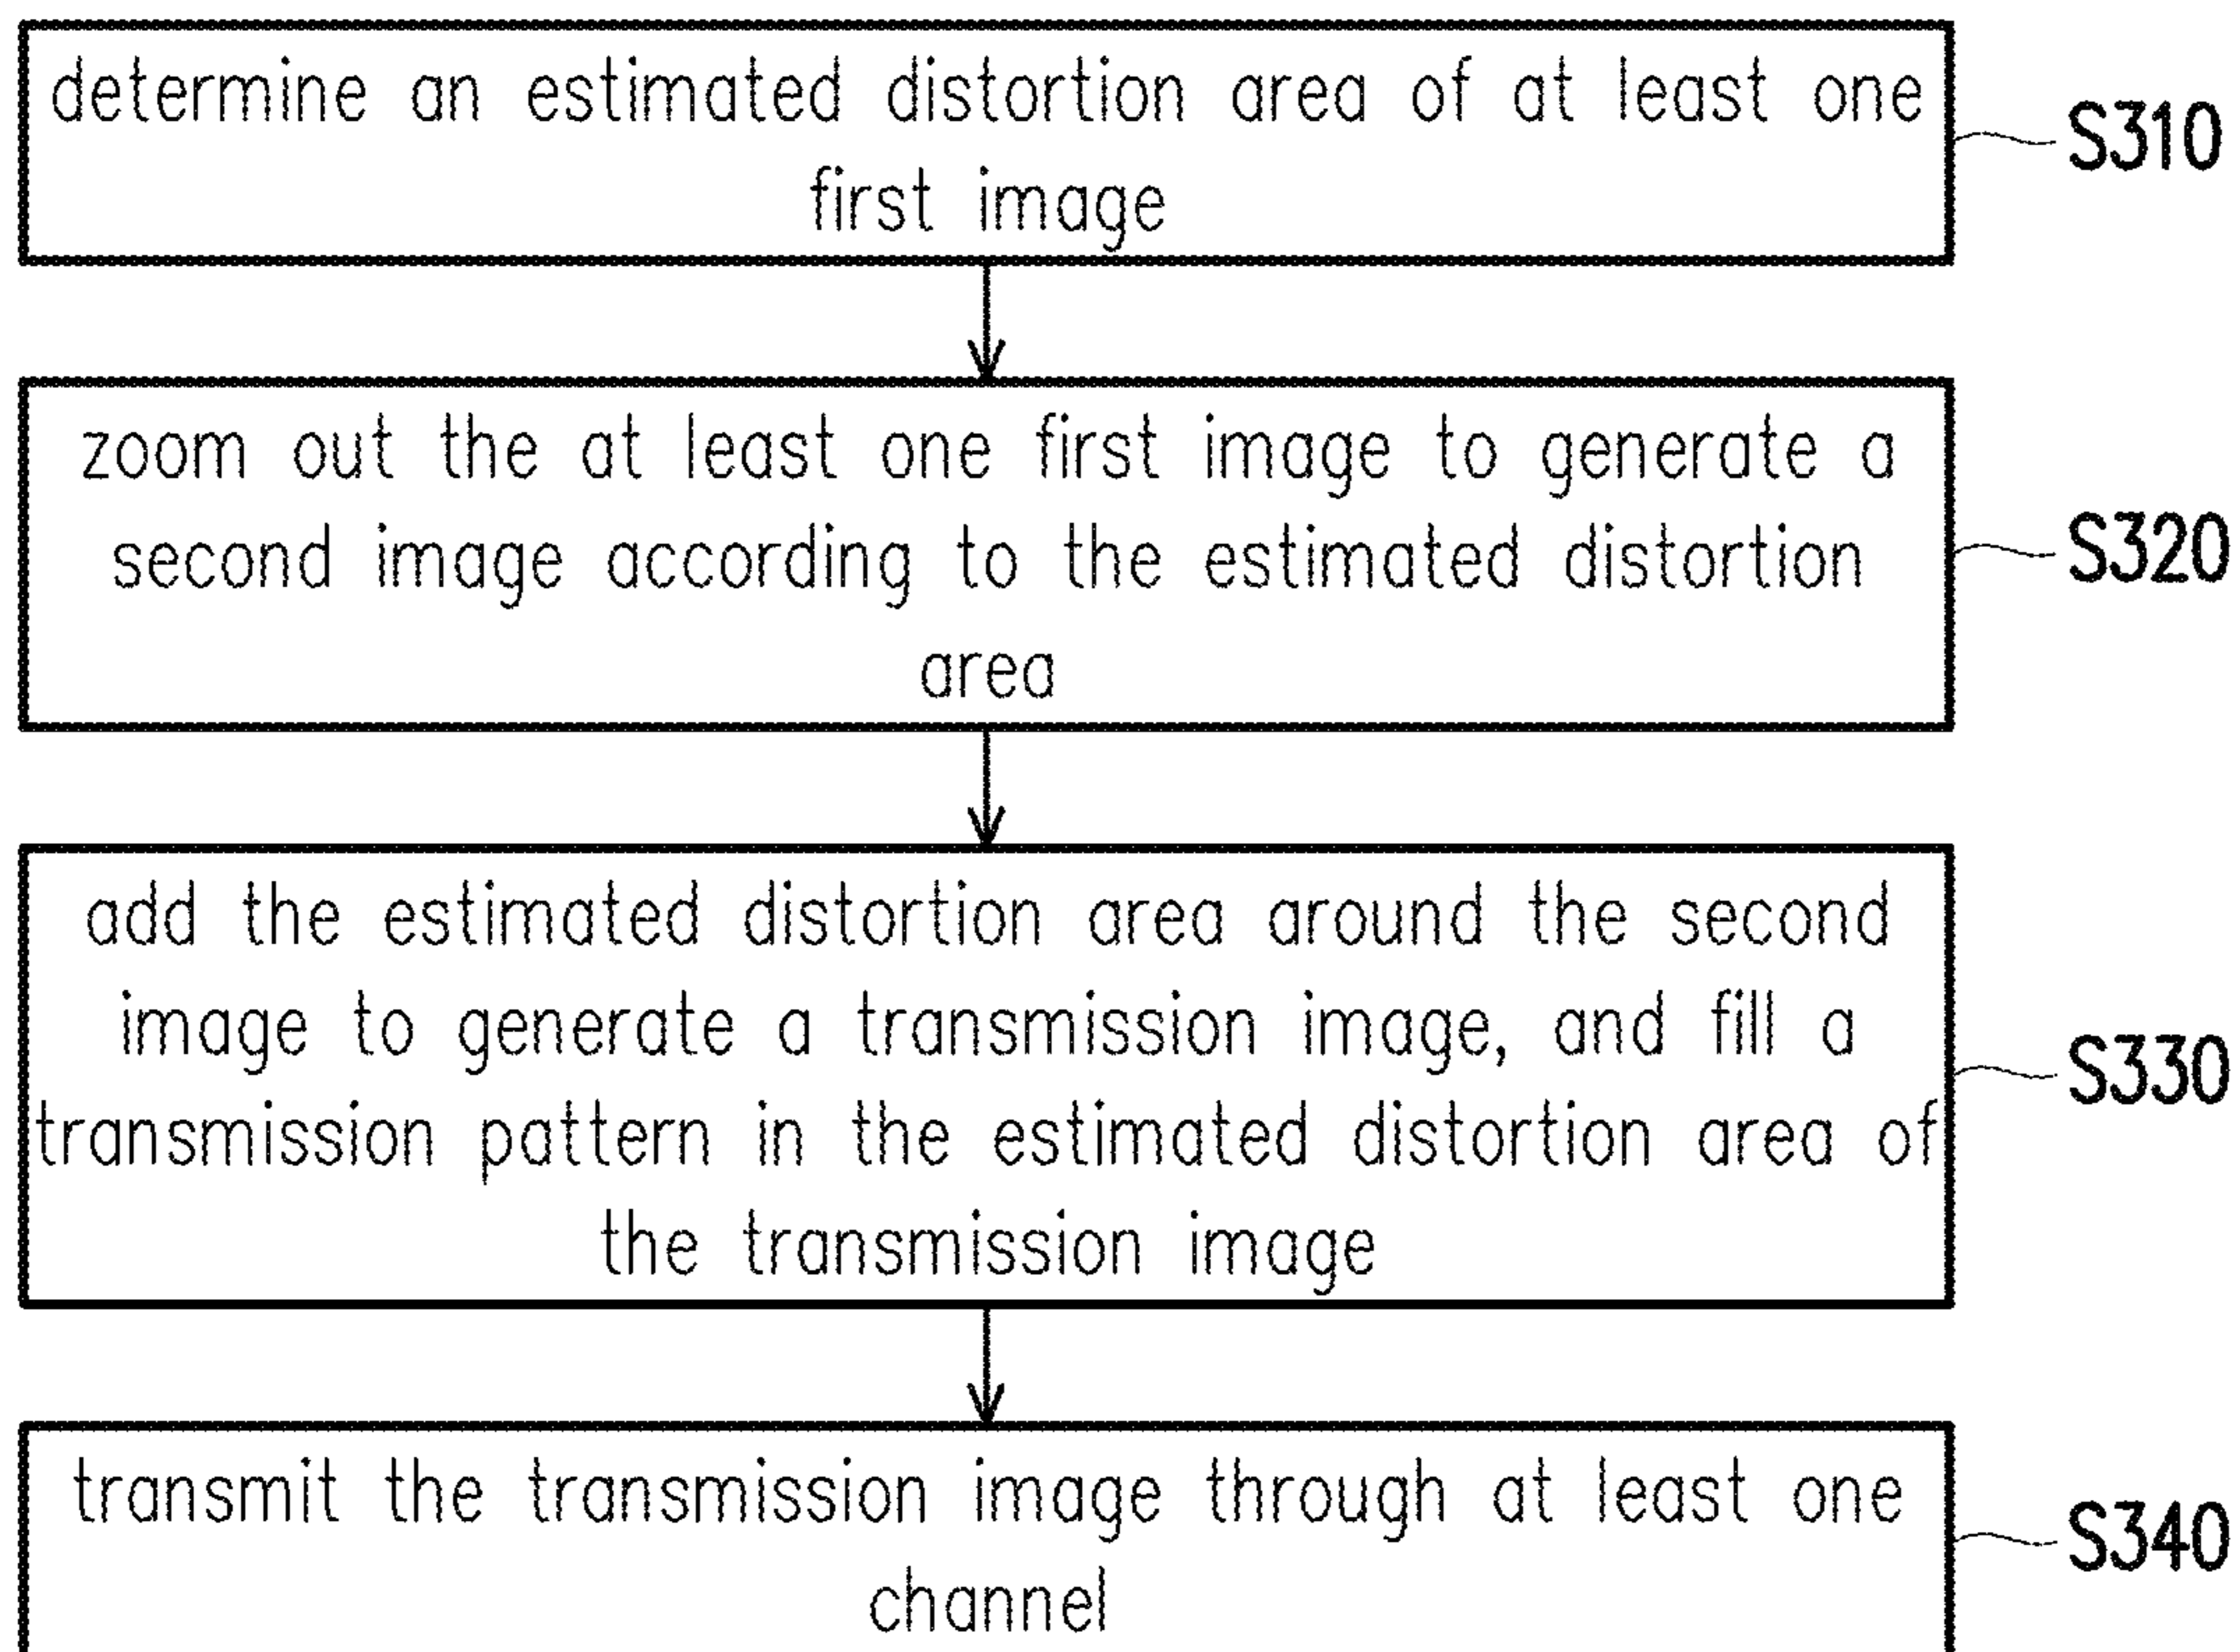 determine an estimated distortion area of at least one
first image
S310
zoom out the at least one first image to generate a
second image according to the estimated distortion
area
S320
add the estimated distortion area around the second
image to generate a transmission image, and fill a
transmission pattern in the estimated distortion area of
the transmission image
S330
transmit the transmission image through at least one
channel
S340